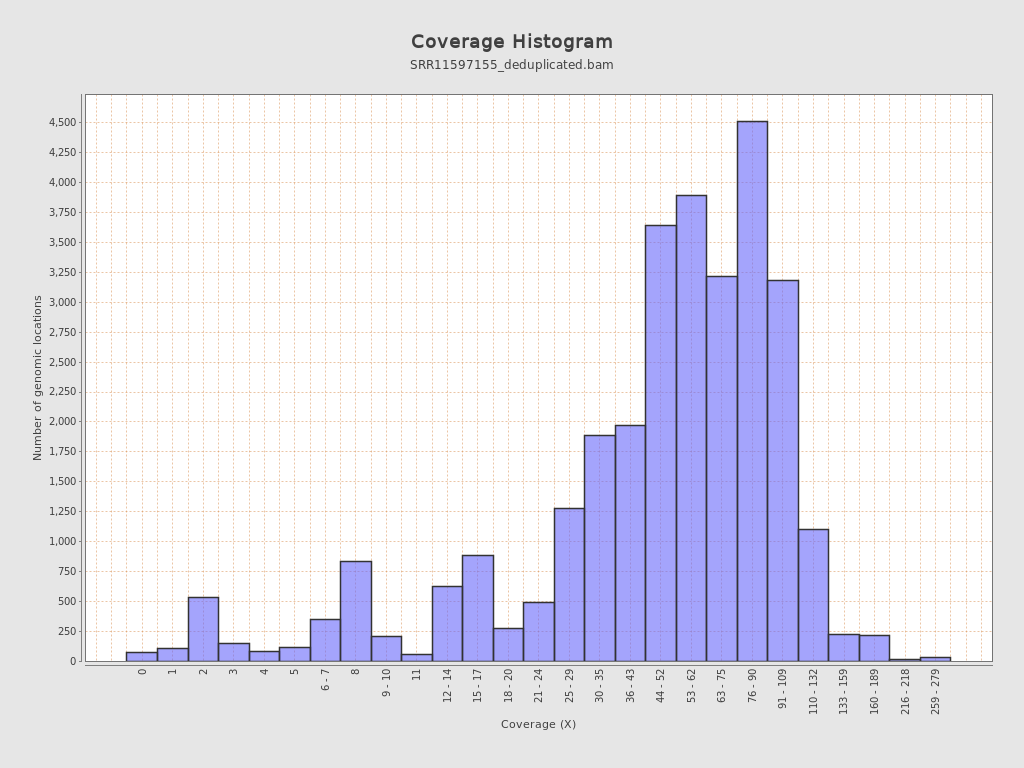 Coverage Histogram
SRR11597155_deduplicated.bam
Number of genomic locations
4,500
4,250
4,000
3,750
3,500
3,250
3,000
2,750
2,500
2,250
2,000
1,750
1,500
1,250
1,000
750
500
250
0
0
1
2
3
4
5
6 - 7
8
9 - 10
11
12 - 14
15 - 17
18 - 20
21 - 24
25 - 29
30 - 35
36 - 43
44 - 52
53 - 62
63 - 75
76 - 90
91 - 109
110 - 132
133 - 159
160 - 189
216 - 218
259 - 279
Coverage (X)